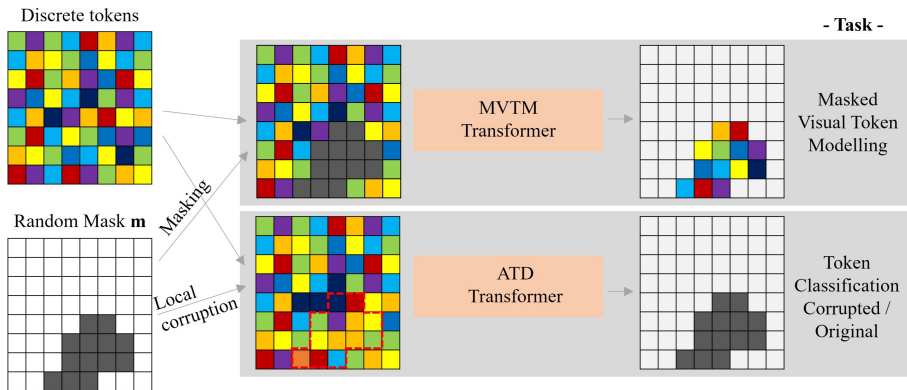 Discrete tokens
- Task -
MVTM
Transformer
Masked
Visual Token
Modelling
Masking
Random Mask m
Local
corruption
ATD
Transformer
Token
Classification
Corrupted /
Original